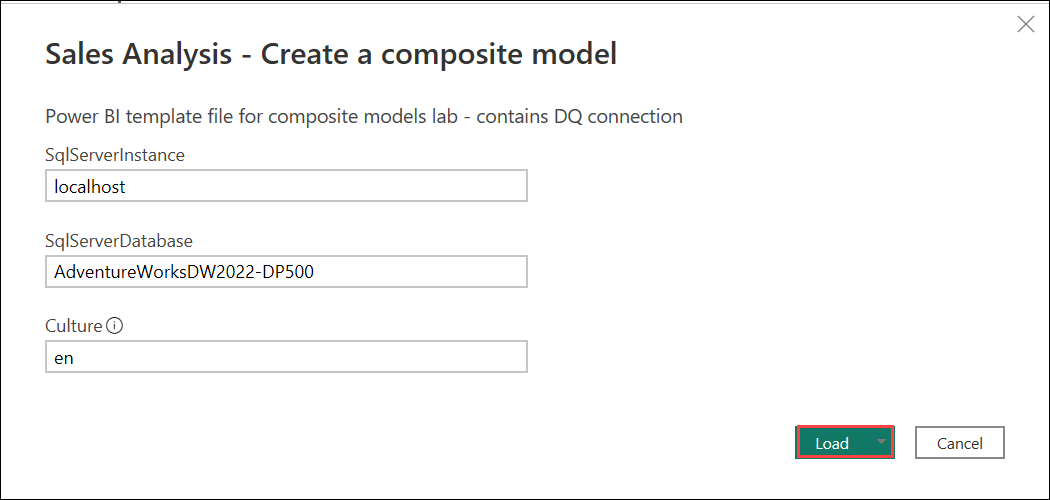 Sales Analysis - Create a composite model
Power BI template file for composite models lab - contains DQ connection
SqlServerInstance
localhost
SqlServerDatabase
AdventureWorksDW2022-DP500
Culture
en
Load
Cancel